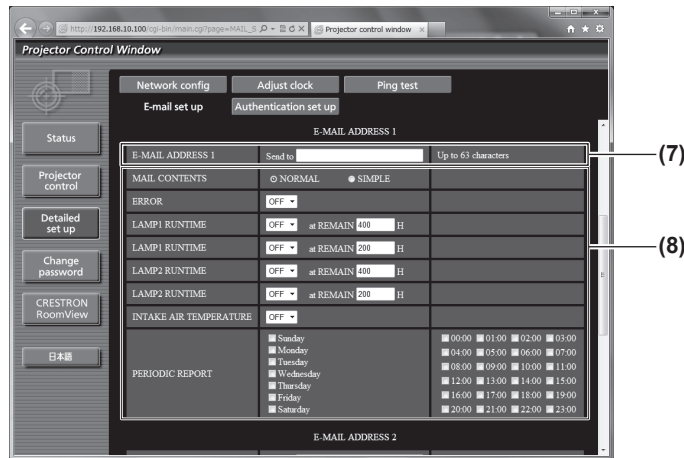 http://192.168.10.100/cgi-bin/main.cgi?page=MAIL_S
Projector control window
Projector Control Window
Network config Adjust clock Ping test
E-mail set up Authentication set up
Status
Projector control
Detailed set up
Change password
CRESTRON RoomView
日本語
E-MAIL ADDRESS 1
E-MAIL ADDRESS 1 Send to Up to 63 characters
(7)
MAIL CONTENTS NORMAL SIMPLE
ERROR OFF
LAMP1 RUNTIME OFF at REMAIN 400 H
LAMP1 RUNTIME OFF at REMAIN 200 H
(8)
LAMP2 RUNTIME OFF at REMAIN 400 H
LAMP2 RUNTIME OFF at REMAIN 200 H
INTAKE AIR TEMPERATURE OFF
PERIODIC REPORT
Sunday
Monday
Tuesday
Wednesday
Thursday
Friday
Saturday
00:00 01:00 02:00 03:00
04:00 05:00 06:00 07:00
08:00 09:00 10:00 11:00
12:00 13:00 14:00 15:00
16:00 17:00 18:00 19:00
20:00 21:00 22:00 23:00
E-MAIL ADDRESS 2